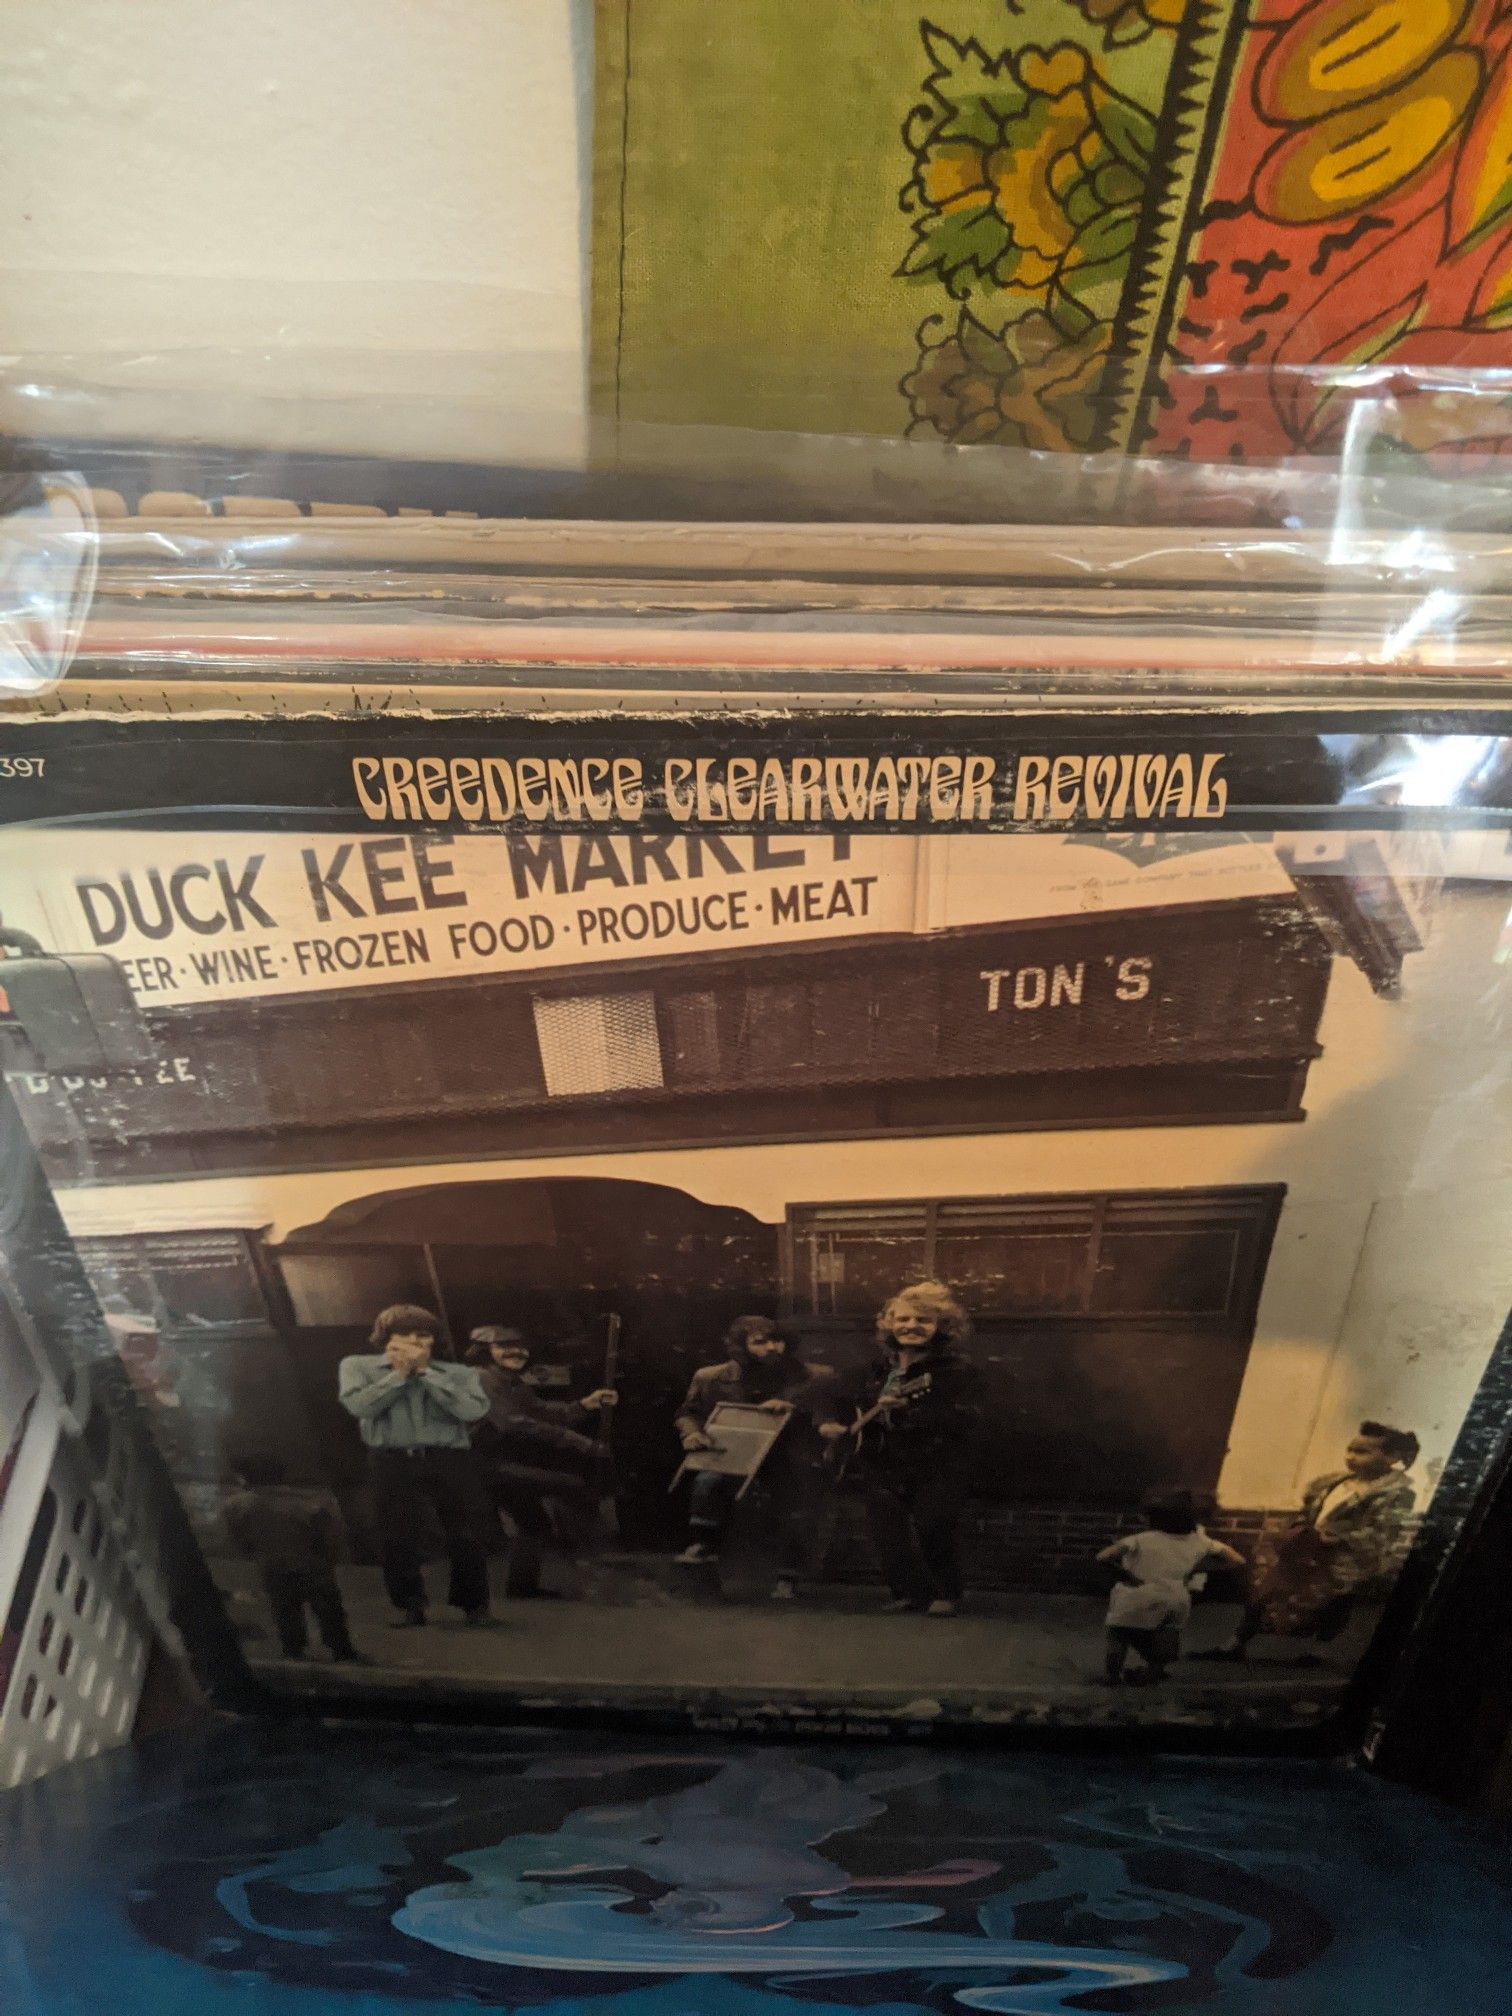 397
CREEDENCE CLEARWATER REVIVAL
DUCK KEE MARKET
EER·WINE·FROZEN FOOD·PRODUCE·MEAT
TON'S